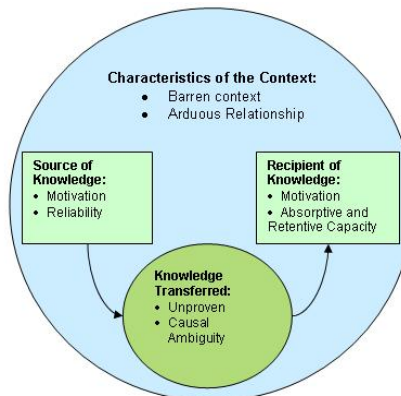 Characteristics of the Context:
• Barren context
• Arduous Relationship
Source of
Knowledge:
• Motivation
• Reliability
Recipient of
Knowledge:
• Motivation
• Absorptive and
Retentive Capacity
Knowledge
Transferred:
• Unproven
• Causal
Ambiguity